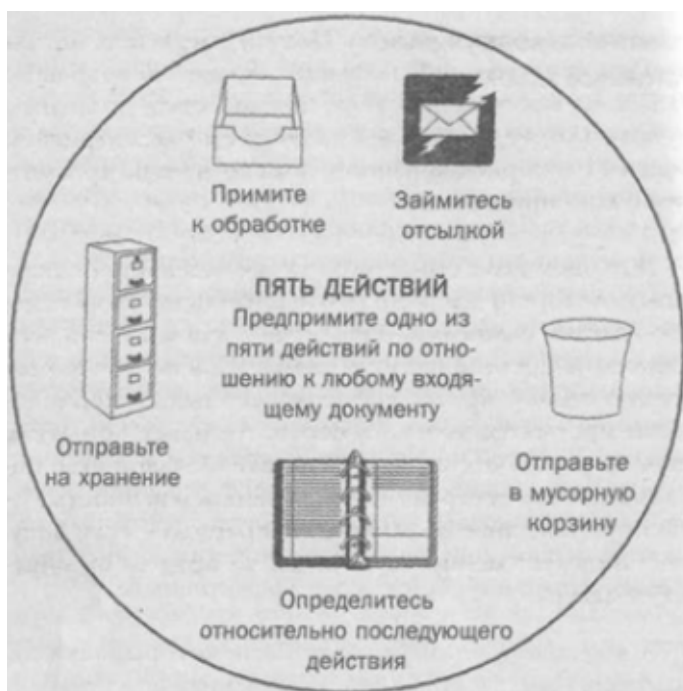 Примите
к обработке
Займитесь
отсылкой
ПЯТЬ ДЕЙСТВИЙ
Предпримите одно из
пяти действий по отно-
шению к любому входя-
щему документу
Отправьте
на хранение
Отправьте
в мусорную
корзину
Определитесь
относительно последующего
действия